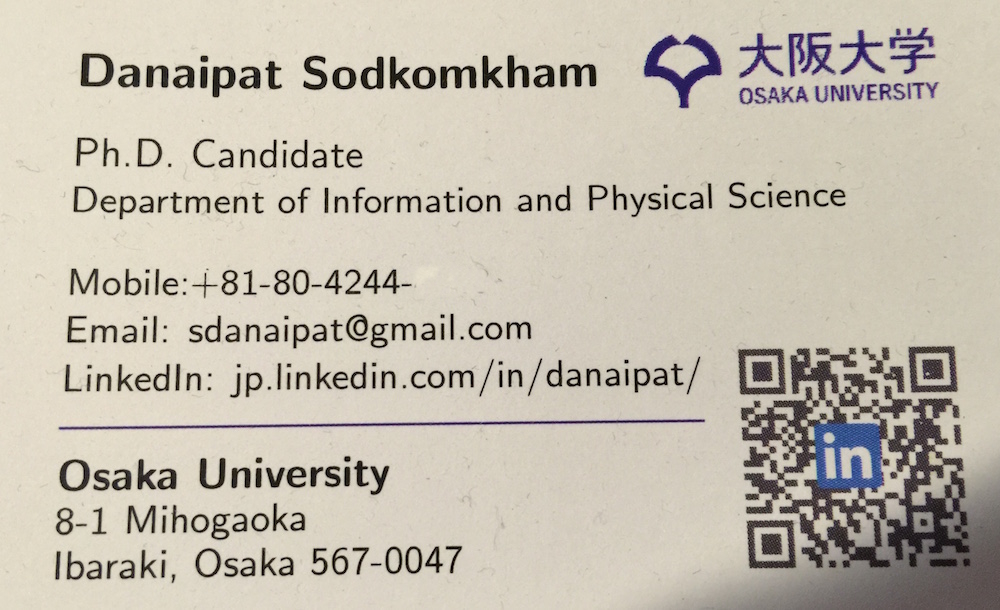 Danaipat Sodkomkham
大阪大学
OSAKA UNIVERSITY
Ph.D. Candidate
Department of Information and Physical Science
Mobile:+81-80-4244-
Email: sdanaipat@gmail.com
LinkedIn: jp.linkedin.com/in/danaipat/
in
Osaka University
8-1 Mihogaoka
Ibaraki, Osaka 567-0047